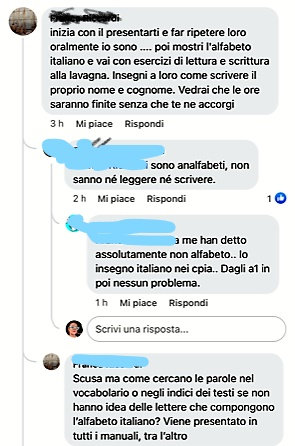 inizia con il presentarti e far ripetere loro
oralmente io sono .... poi mostri l'alfabeto
italiano e vai con esercizi di lettura e scrittura
alla lavagna. Insegni a loro come scrivere il
proprio nome e cognome. Vedrai che le ore
saranno finite senza che te ne accorgi
3 h Mi piace Rispondi
sono analfabeti, non
sanno né leggere né scrivere.
2 h Mi piace Rispondi 1
a me han detto
assolutamente non alfabeto.. Io
insegno italiano nei cpia.. Dagli a1 in
poi nessun problema.
1 h Mi piace Rispondi
Scrivi una risposta...
Scusa ma come cercano le parole nel
vocabolario o negli indici dei testi se non
hanno idea delle lettere che compongono
l'alfabeto italiano? Viene presentato in
tutti i manuali, tra l'altro